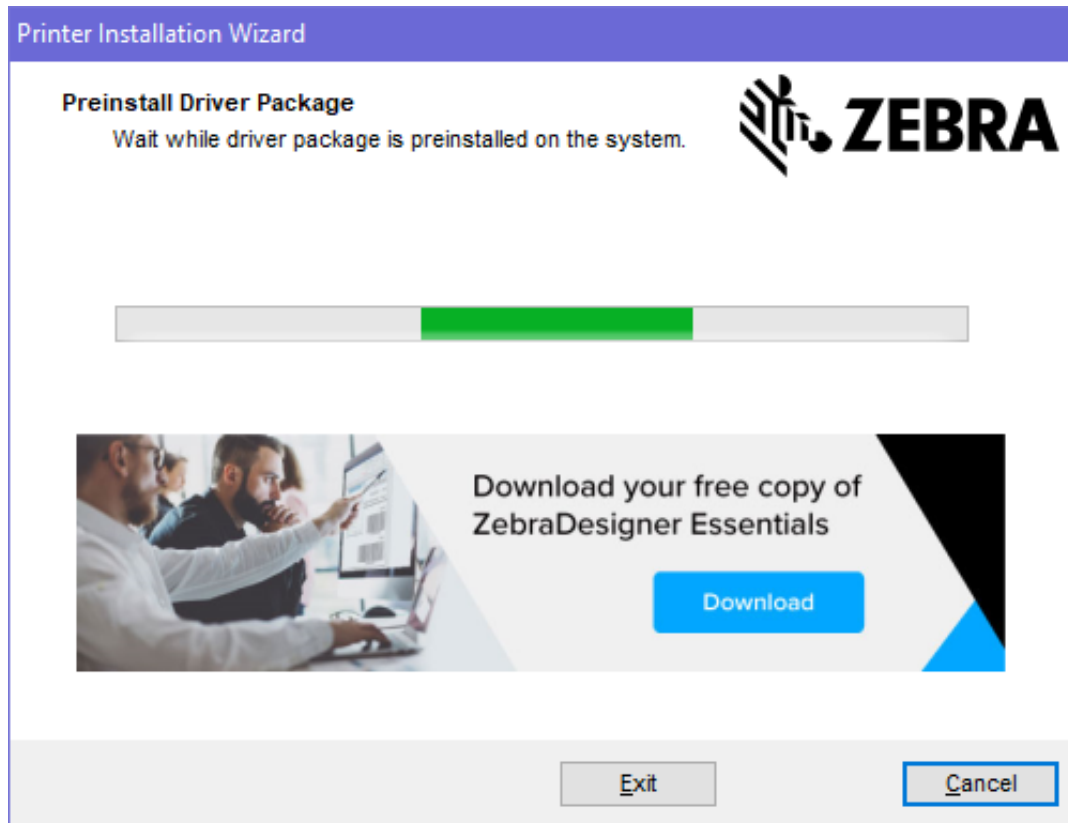 Printer Installation Wizard
Preinstall Driver Package
Wait while driver package is preinstalled on the system.
ZEBRA
Download your free copy of
ZebraDesigner Essentials
Download
Exit
Cancel